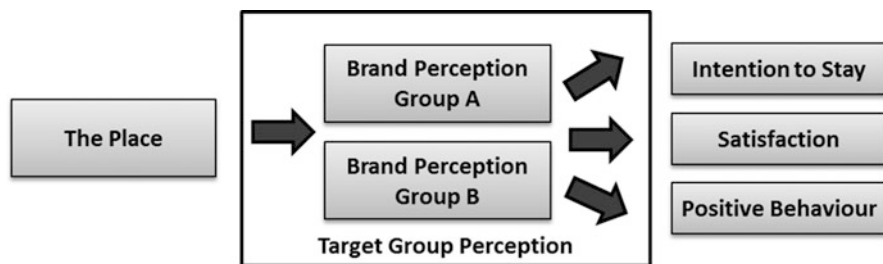 The Place
Brand Perception
Group A
Brand Perception
Group B
Target Group Perception
Intention to Stay
Satisfaction
Positive Behaviour